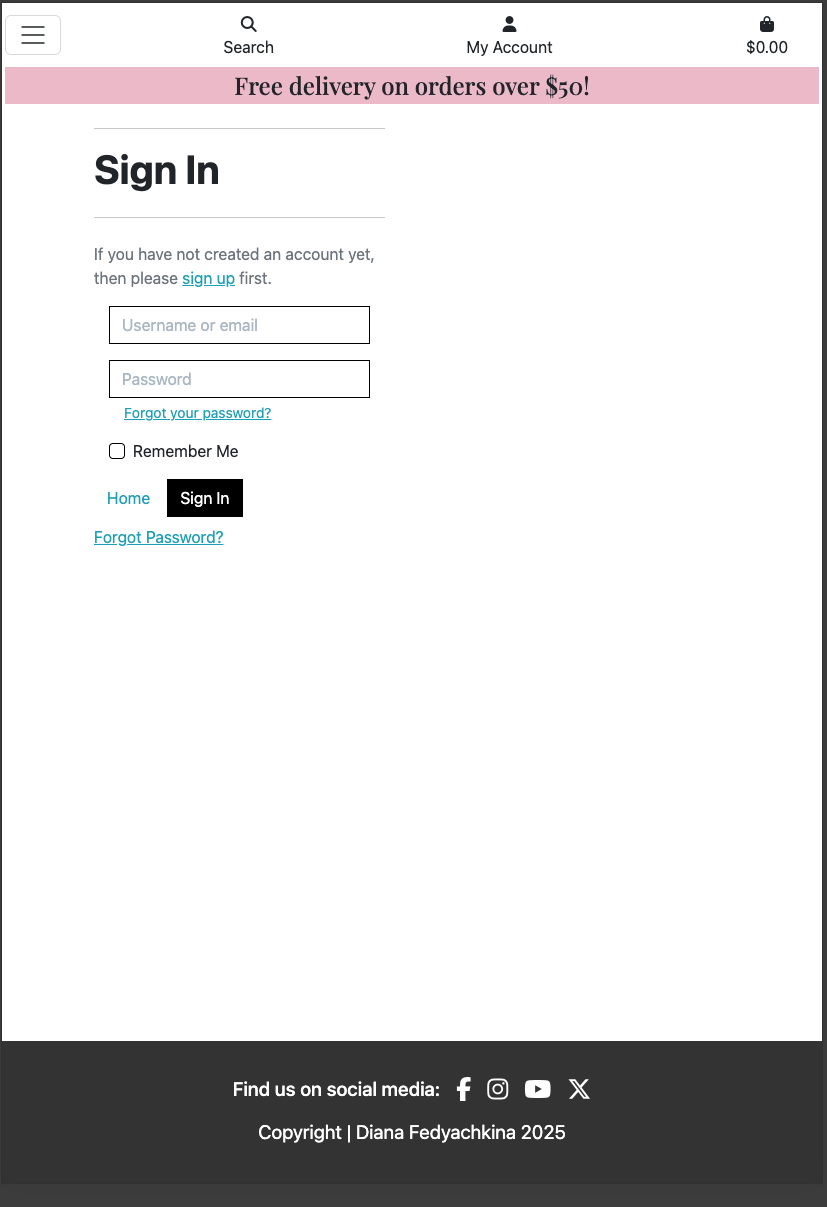 Search
My Account
$0.00
Free delivery on orders over $50!
Sign In
If you have not created an account yet,
then please sign up first.
Username or email
Password
Forgot your password?
Remember Me
Home
Sign In
Forgot Password?
Find us on social media:
Copyright | Diana Fedyachkina 2025